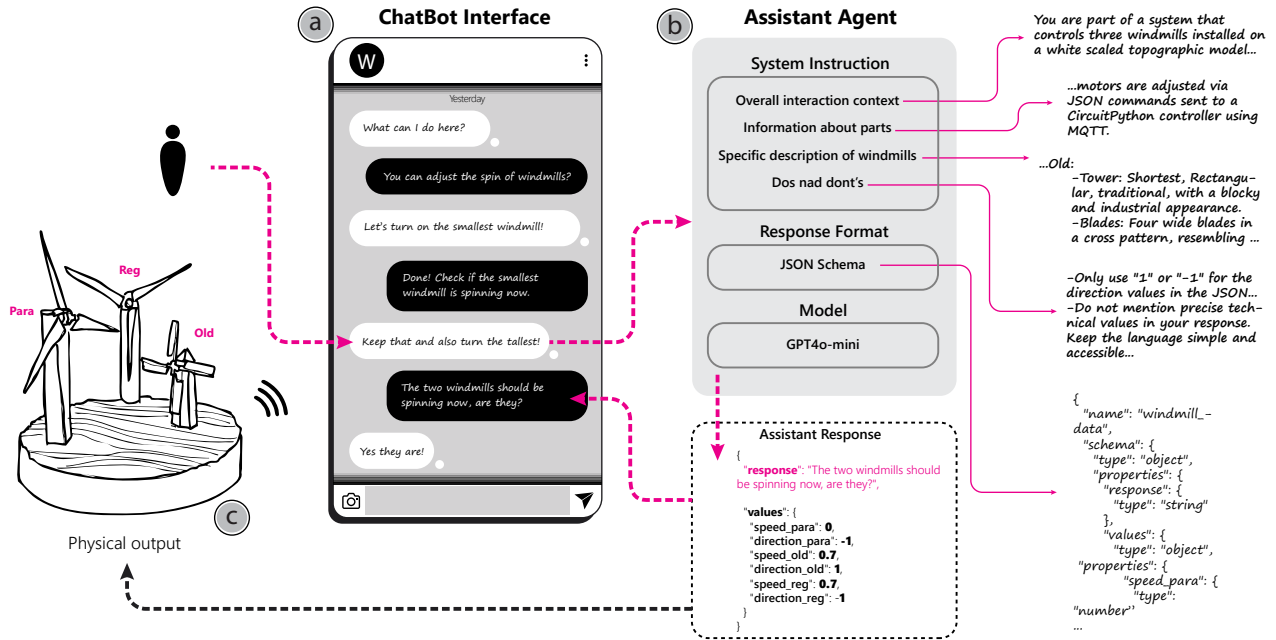 a
ChatBot Interface
W
Yesterday
What can I do here?
You can adjust the spin of windmills?
Let's turn on the smallest windmill!
Done! Check if the smallest
windmill is spinning now.
Keep that and also turn the tallest!
The two windmills should be
spinning now, are they?
Yes they are!
b
Assistant Agent
System Instruction
Overall interaction context
Information about parts
Specific description of windmills
Dos nad dont's
Response Format
JSON Schema
Model
GPT4o-mini
Assistant Response
{
"response": "The two windmills should
be spinning now, are they?",
"values": {
"speed_para": 0,
"direction_para": -1,
"speed_old": 0.7,
"direction_old": 1,
"speed_reg": 0.7,
"direction_reg": -1
}
}
You are part of a system that
controls three windmills installed on
a white scaled topographic model...
...motors are adjusted via
JSON commands sent to a
CircuitPython controller using
MQTT.
...Old:
-Tower: Shortest, Rectangu-
lar, traditional, with a blocky
and industrial appearance.
-Blades: Four wide blades in
a cross pattern, resembling ...
-Only use "1" or "-1" for the
direction values in the JSON...
-Do not mention precise tech-
nical values in your response.
Keep the language simple and
accessible...
{
"name": "windmill_-
data",
"schema": {
"type": "object",
"properties": {
"response": {
"type": "string"
},
"values": {
"type": "object",
"properties": {
"speed_para": {
"type":
"number"
...
Para
Reg
Old
c
Physical output